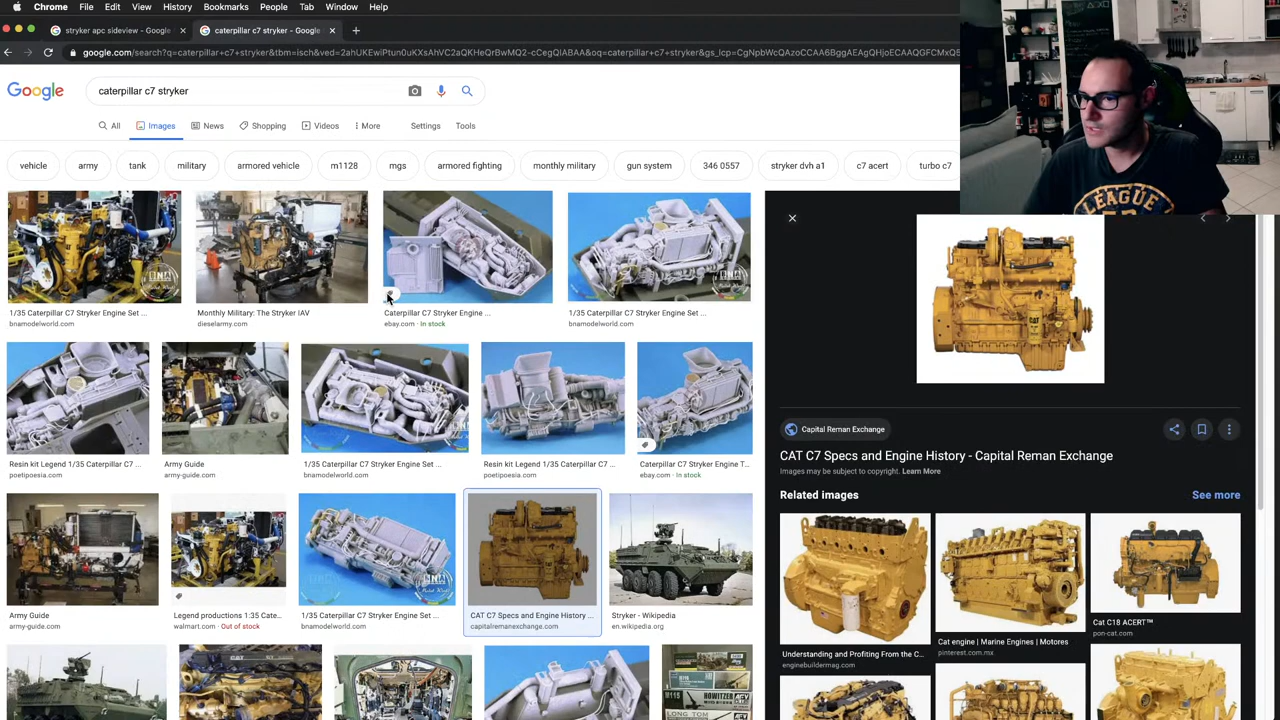 Chrome File Edit View History Bookmarks People Tab Window Help
stryker apc sideview - Google
caterpillar c7 stryker - Google
Google
caterpillar c7 stryker
All Images News Shopping Videos More Settings Tools
vehicle army tank military armored vehicle m1128 mgs armored fighting monthly military gun system 346 0557 stryker dvh a1 c7 acert turbo c7
LEAGUE
1/35 Caterpillar C7 Stryker Engine Set ...
bnamodelworld.com
Monthly Military: The Stryker IAV
dieselarmy.com
Caterpillar C7 Stryker Engine ...
ebay.com · In stock
1/35 Caterpillar C7 Stryker Engine Set ...
bnamodelworld.com
Resin kit Legend 1/35 Caterpillar C7 ...
poetipoesia.com
Army Guide
army-guide.com
1/35 Caterpillar C7 Stryker Engine Set ...
bnamodelworld.com
Resin kit Legend 1/35 Caterpillar C7 ...
poetipoesia.com
Caterpillar C7 Stryker Engine T...
ebay.com · In stock
Army Guide
army-guide.com
Legend productions 1:35 Cate...
walmart.com · Out of stock
1/35 Caterpillar C7 Stryker Engine Set ...
bnamodelworld.com
CAT C7 Specs and Engine History ...
capitalremanexchange.com
Stryker - Wikipedia
en.wikipedia.org
CAT
Capital Reman Exchange
CAT C7 Specs and Engine History - Capital Reman Exchange
Images may be subject to copyright. Learn More
Related images
See more
Understanding and Profiting From the C...
enginebuildermag.com
Cat engine | Marine Engines | Motores
pinterest.com.mx
Cat C18 ACERT™
pon-cat.com
M115
HOWITZER
LONG TOM